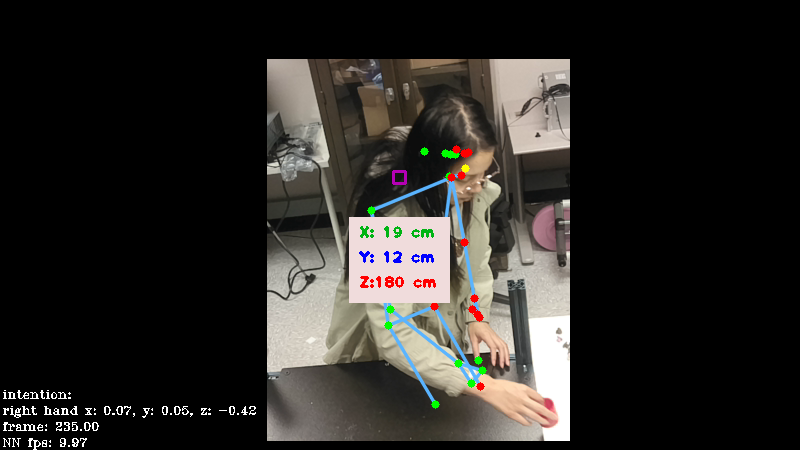 X: 19 cm
Y: 12 cm
Z:180 cm
intention:
right hand x: 0.07, y: 0.05, z: -0.42
frame: 235.00
NN fps: 9.97